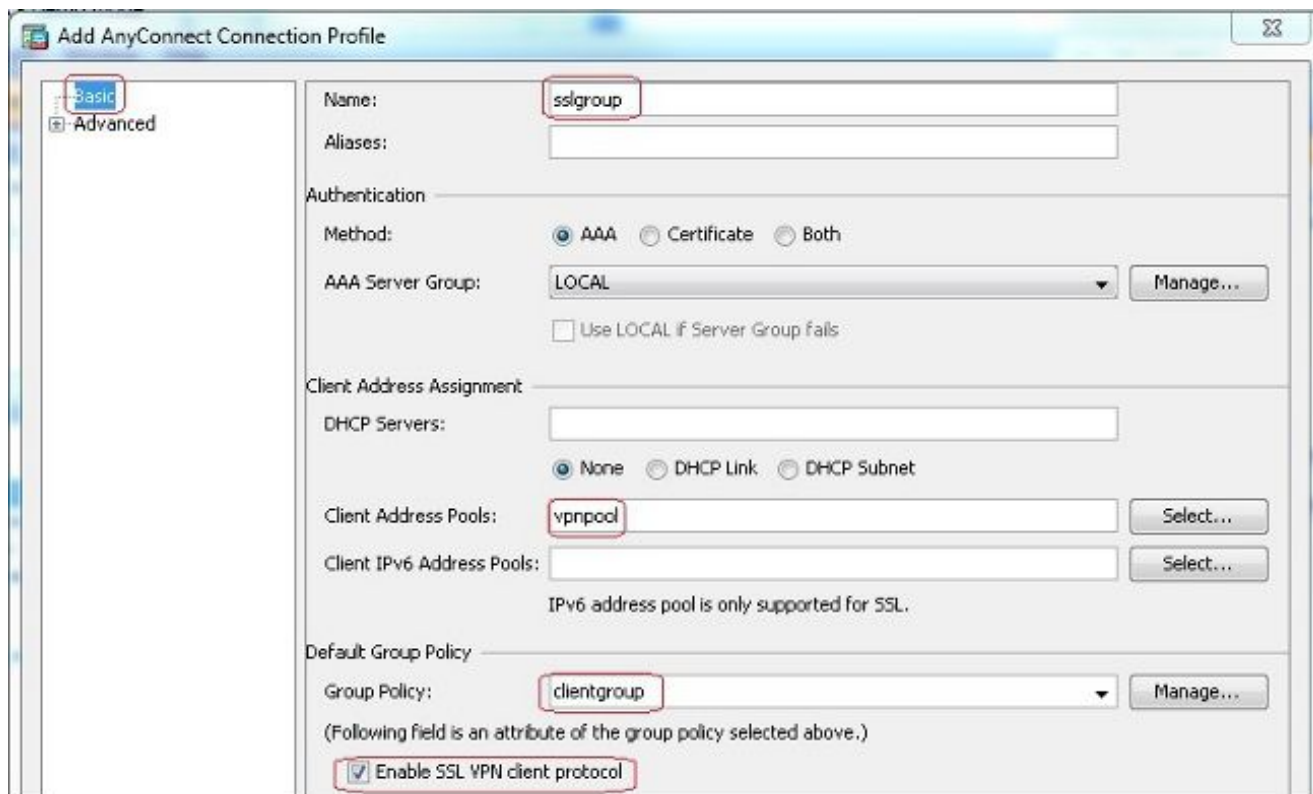 Add AnyConnect Connection Profile
Basic
Advanced
Name: sslgroup
Aliases:
Authentication
Method: AAA Certificate Both
AAA Server Group: LOCAL Manage...
Use LOCAL if Server Group fails
Client Address Assignment
DHCP Servers:
None DHCP Link DHCP Subnet
Client Address Pools: vpnpool Select...
Client IPv6 Address Pools: Select...
IPv6 address pool is only supported for SSL.
Default Group Policy
Group Policy: clientgroup Manage...
(Following field is an attribute of the group policy selected above.)
Enable SSL VPN client protocol